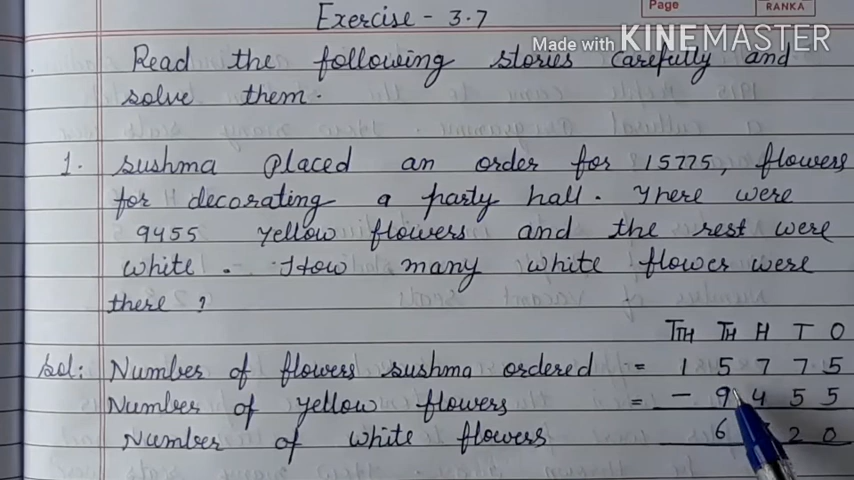 Page
RANKA
Exercise - 3.7
Made with KINEMASTER
Read the following stories carefully and
solve them.
1. Sushma placed an order for 15775, flowers
for decorating a party hall. There were
9455 yellow flowers and the rest were
white. How many white flower were
there ?
TTH TH H T O
Sol: Number of flowers sushma ordered = 1 5 7 7 5
Number of yellow flowers = - 9 4 5 5
Number of white flowers 6 2 0